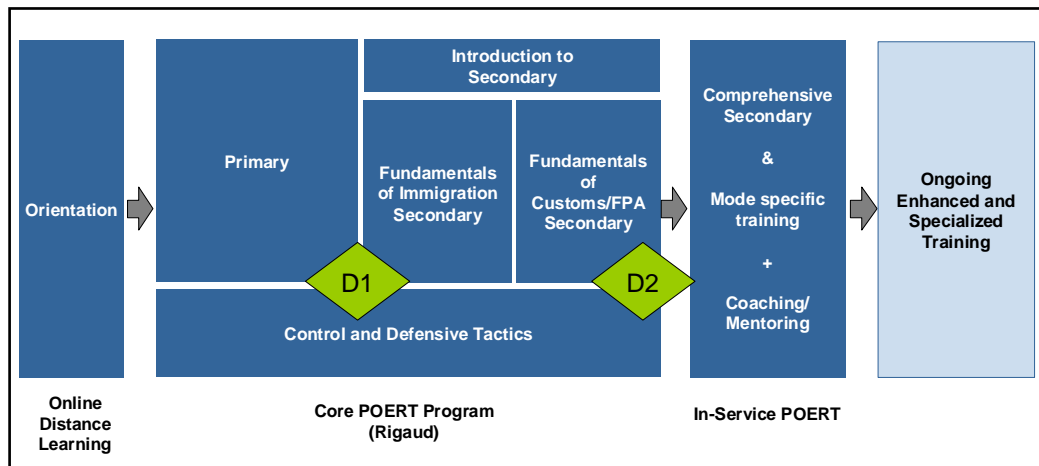 Orientation
Primary
Introduction to
Secondary
Fundamentals
of Immigration
Secondary
Fundamentals
of
Customs/FPA
Secondary
D1
D2
Control and Defensive Tactics
Comprehensive
Secondary
&
Mode specific
training
+
Coaching/
Mentoring
Ongoing
Enhanced and
Specialized
Training
Online
Distance
Learning
Core POERT Program
(Rigaud)
In-Service POERT